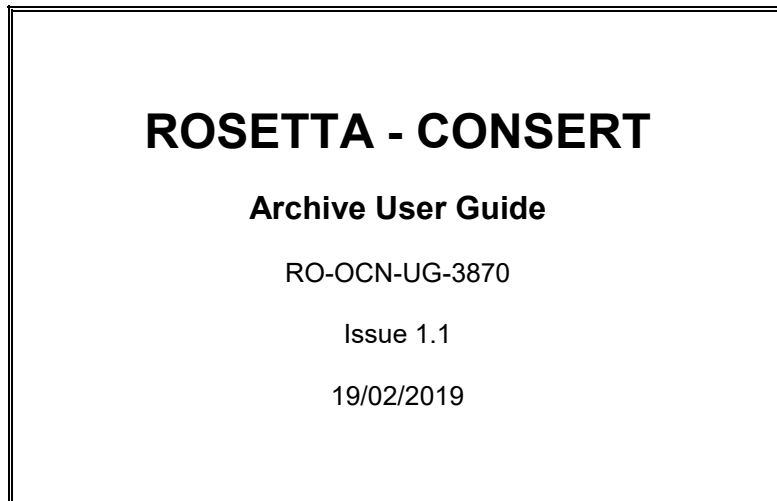 ROSETTA - CONSERT
Archive User Guide
RO-OCN-UG-3870
Issue 1.1
19/02/2019